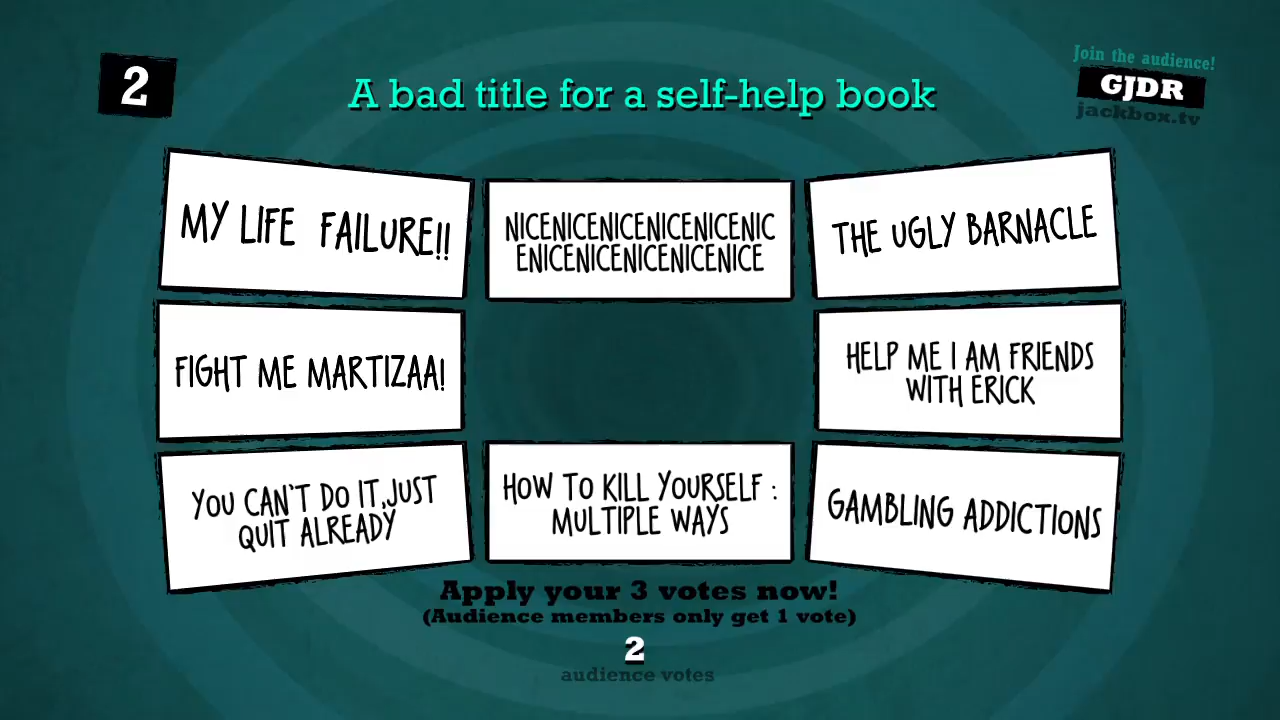 2
A bad title for a self-help book
Join the audience!
GJDR
jackbox.tv
MY LIFE FAILURE!!
NICENICENICENICENICENIC
ENICENICENICENICENICE
THE UGLY BARNACLE
FIGHT ME MARTIZAA!
HELP ME I AM FRIENDS
WITH ERICK
YOU CAN'T DO IT,JUST
QUIT ALREADY
HOW TO KILL YOURSELF :
MULTIPLE WAYS
GAMBLING ADDICTIONS
Apply your 3 votes now!
(Audience members only get 1 vote)
2
audience votes